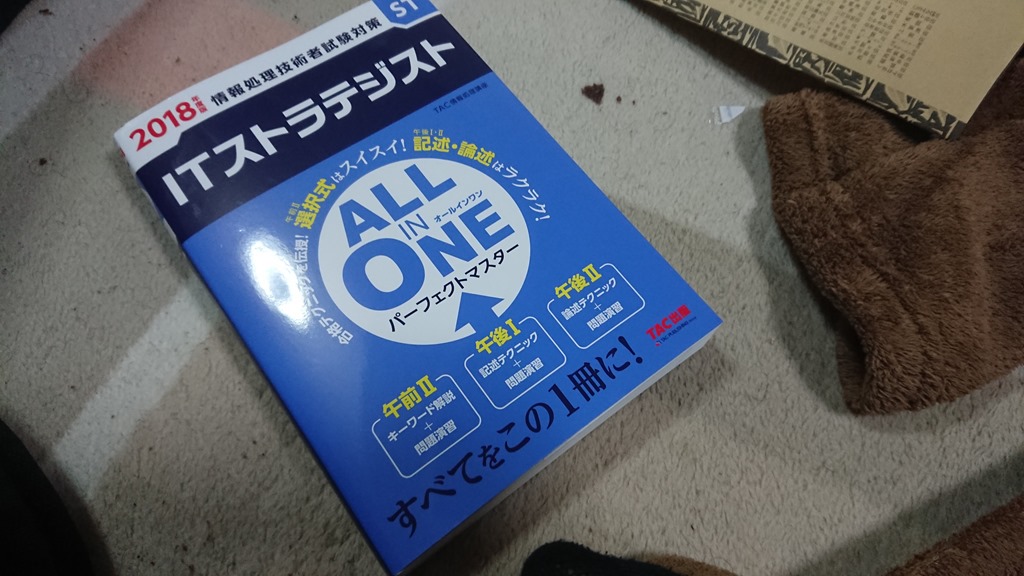 2018年度版
情報処理技術者試験対策
ST
ITストラテジスト
TAC情報処理講座
合格テクニックを伝授!
午前Ⅱ
選択式はスイスイ!
午後Ⅰ・Ⅱ
記述・論述はラクラク!
ALL
IN
ONE
オールインワン
パーフェクトマスター
午前Ⅱ
キーワード解説
+
問題演習
午後Ⅰ
記述テクニック
+
問題演習
午後Ⅱ
論述テクニック
+
問題演習
すべてをこの1冊に!
TAC出版
TAC PUBLISHING Group